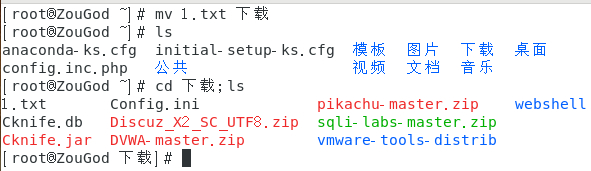 [root@ZouGod ~]# mv 1.txt 下载
[root@ZouGod ~]# ls
anaconda-ks.cfg initial-setup-ks.cfg 模板 图片 下载 桌面
config.inc.php 公共 视频 文档 音乐
[root@ZouGod ~]# cd 下载;ls
1.txt Config.ini pikachu-master.zip webshell
Cknife.db Discuz_X2_SC_UTF8.zip sqli-labs-master.zip
Cknife.jar DVWA-master.zip vmware-tools-distrib
[root@ZouGod 下载]#